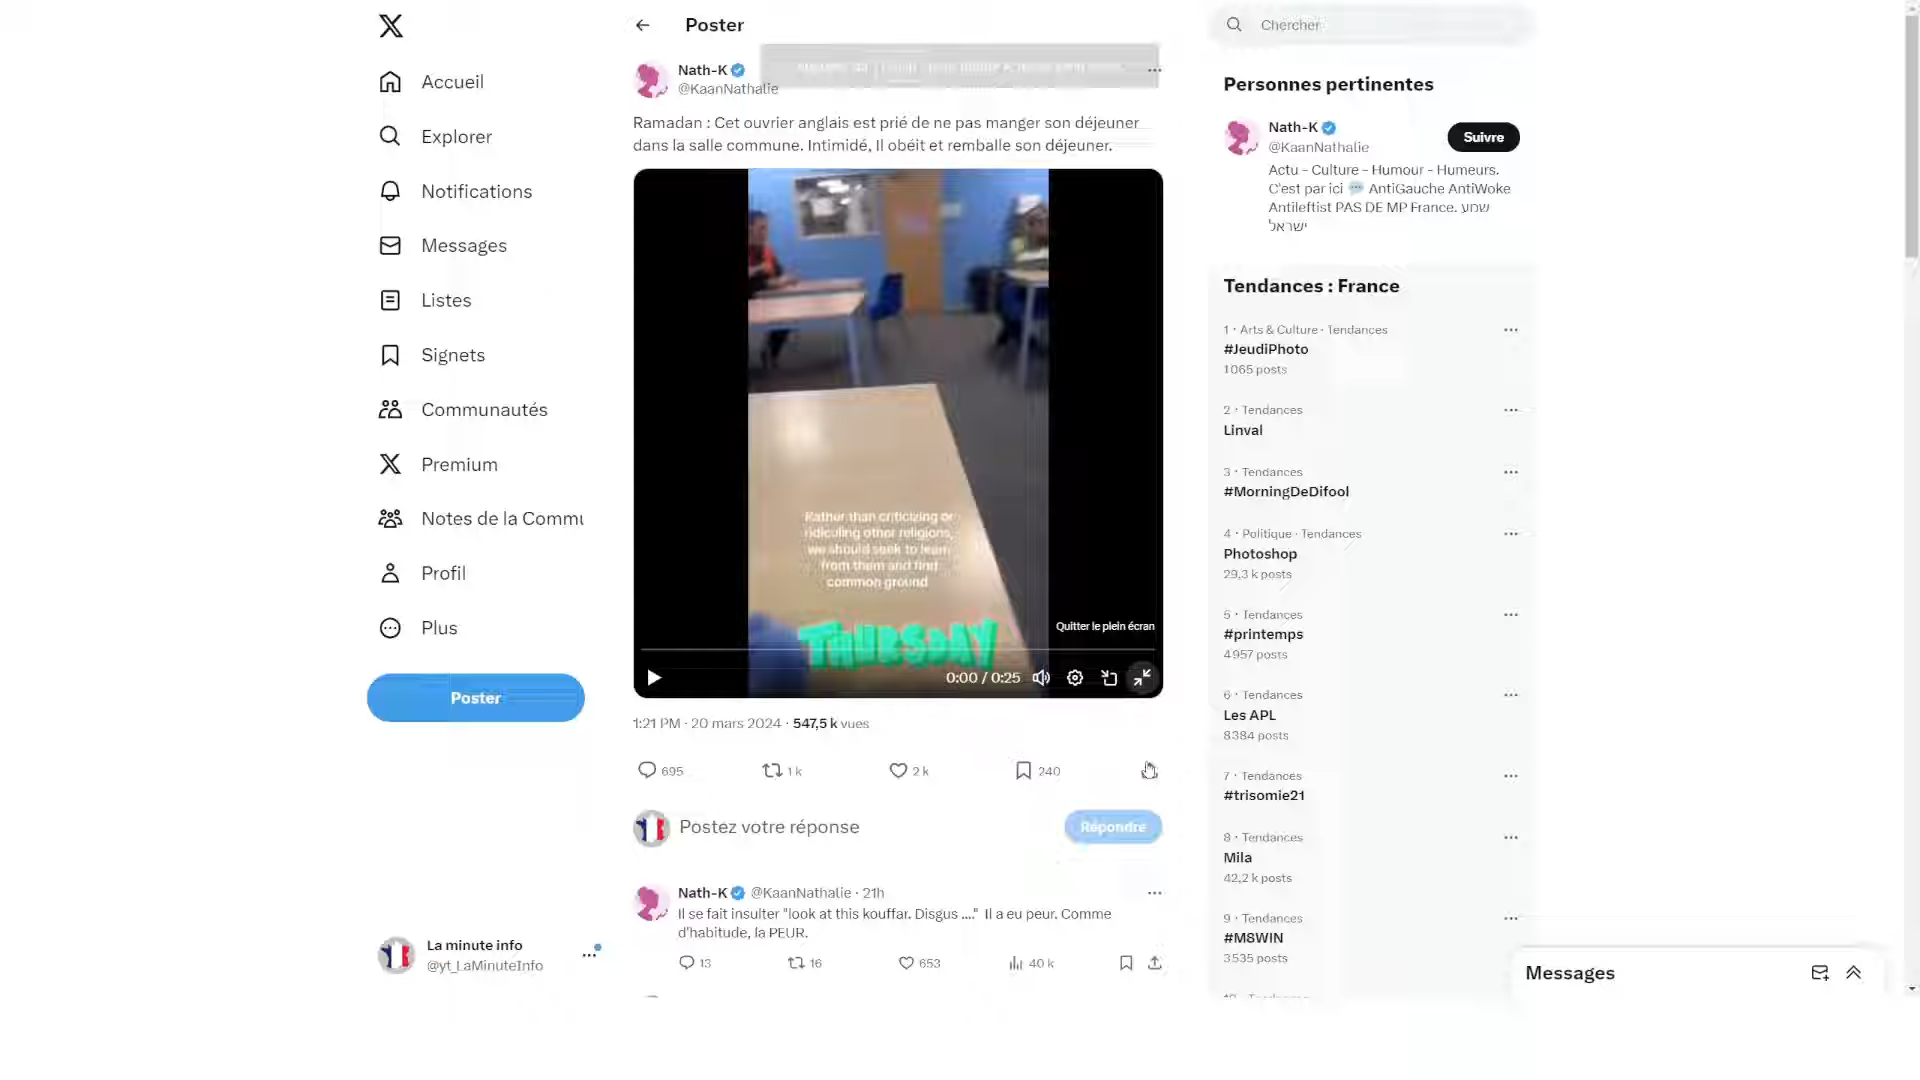 Poster
Chercher
Accueil
Explorer
Notifications
Messages
Listes
Signets
Communautés
Premium
Notes de la Commu
Profil
Plus
Poster
La minute info
@yt_LaMinuteInfo
Nath-K
@KaanNathalie
Ramadan : Cet ouvrier anglais est prié de ne pas manger son déjeuner
dans la salle commune. Intimidé, Il obéit et remballe son déjeuner.
Rather than criticizing or
ridiculing other religions,
we should seek to learn
from them and find
common ground
THURSDAY
Quitter le plein écran
0:00 / 0:25
1:21 PM · 20 mars 2024 · 547,5 k vues
695 1 k 2 k 240
Postez votre réponse
Répondre
Nath-K @KaanNathalie · 21h
Il se fait insulter "look at this kouffar. Disgus ...." Il a eu peur. Comme
d'habitude, la PEUR.
13 16 653 40 k
Personnes pertinentes
Nath-K
@KaanNathalie
Suivre
Actu - Culture - Humour - Humeurs.
C'est par ici 💬 AntiGauche AntiWoke
Antileftist PAS DE MP France. שמע
ישראל
Tendances : France
1 · Arts & Culture · Tendances
#JeudiPhoto
1 065 posts
2 · Tendances
Linval
3 · Tendances
#MorningDeDifool
4 · Politique · Tendances
Photoshop
29,3 k posts
5 · Tendances
#printemps
4 957 posts
6 · Tendances
Les APL
8 384 posts
7 · Tendances
#trisomie21
8 · Tendances
Mila
42,2 k posts
9 · Tendances
#M8WIN
3 535 posts
Messages